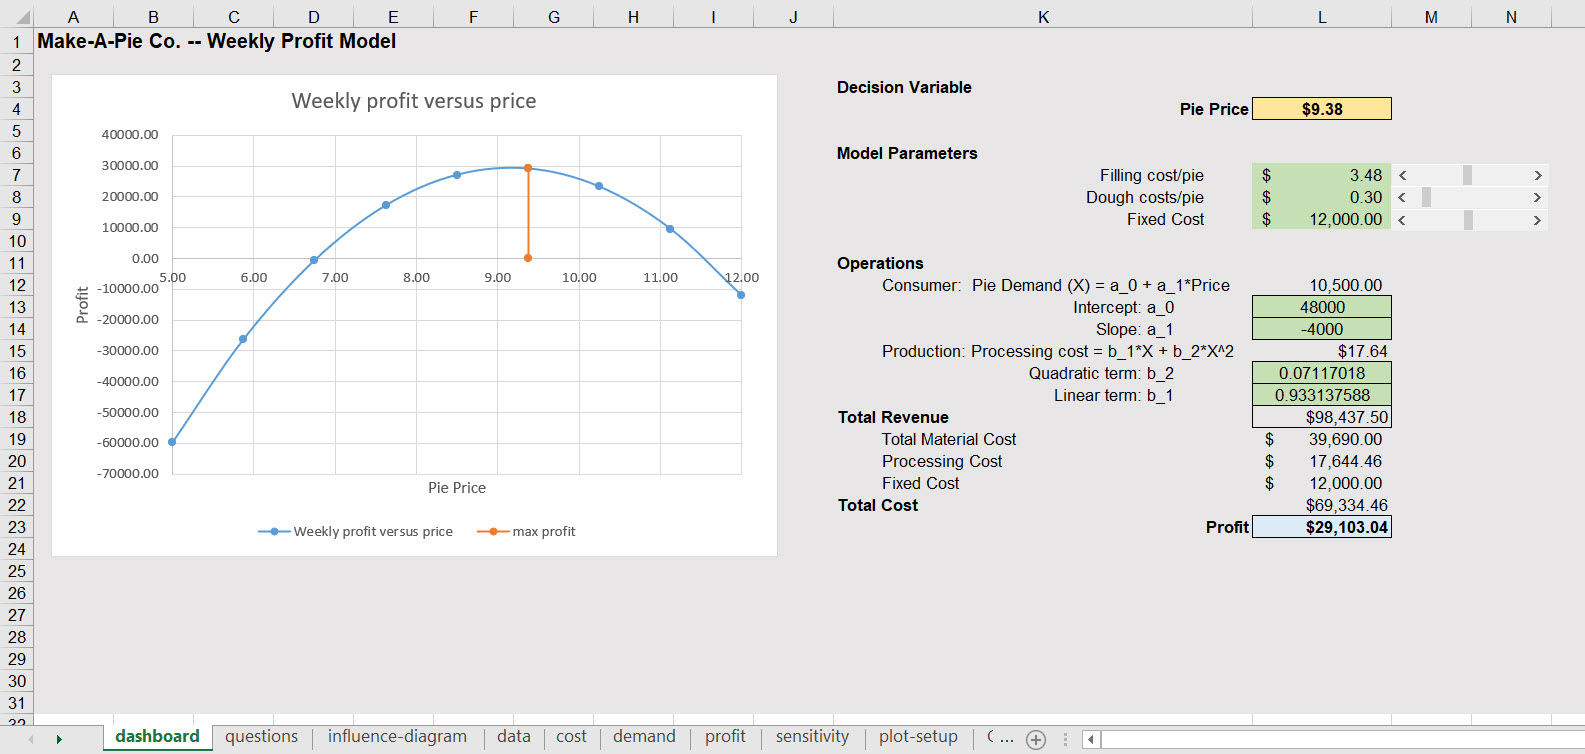 A B C D E F G H I J K L M N
1 Make-A-Pie Co. -- Weekly Profit Model
2
3 Decision Variable
4 Pie Price $9.38
5
6 Model Parameters
7 Filling cost/pie $ 3.48 < >
8 Dough costs/pie $ 0.30 < >
9 Fixed Cost $ 12,000.00 < >
10
11 Operations
12 Consumer: Pie Demand (X) = a_0 + a_1*Price 10,500.00
13 Intercept: a_0 48000
14 Slope: a_1 -4000
15 Production: Processing cost = b_1*X + b_2*X^2 $17.64
16 Quadratic term: b_2 0.07117018
17 Linear term: b_1 0.933137588
18 Total Revenue $98,437.50
19 Total Material Cost $ 39,690.00
20 Processing Cost $ 17,644.46
21 Fixed Cost $ 12,000.00
22 Total Cost $69,334.46
23 Profit $29,103.04
24
25
26
27
28
29
30
31
32
Weekly profit versus price
40000.00
30000.00
20000.00
10000.00
0.00
5.00 6.00 7.00 8.00 9.00 10.00 11.00 12.00
-10000.00
-20000.00
-30000.00
-40000.00
-50000.00
-60000.00
-70000.00
Profit
Pie Price
Weekly profit versus price max profit
dashboard questions influence-diagram data cost demand profit sensitivity plot-setup ...